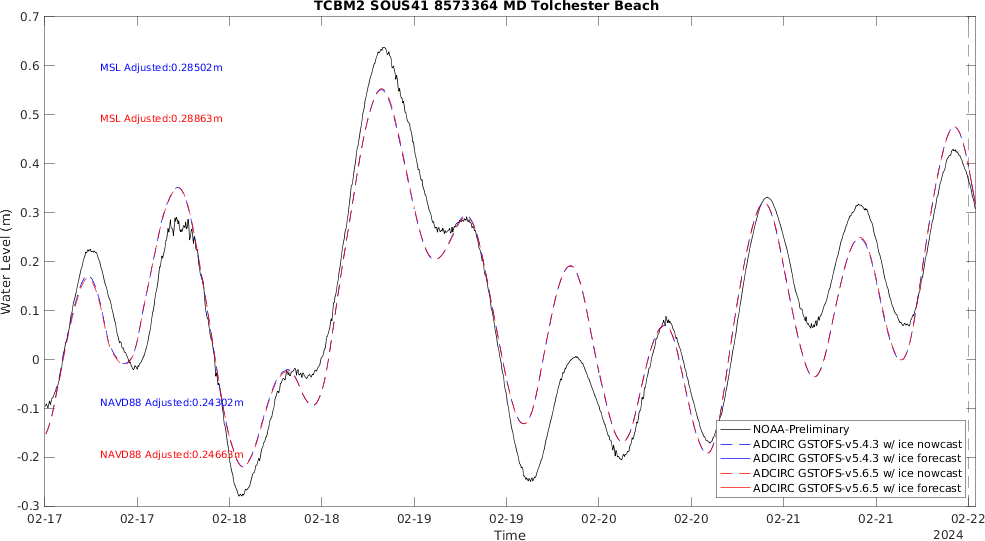 TCBM2 SOUS41 8573364 MD Tolchester Beach
0.7
0.6
0.5
0.4
0.3
0.2
0.1
0
-0.1
-0.2
-0.3
Water Level (m)
MSL Adjusted:0.28502m
MSL Adjusted:0.28863m
NAVD88 Adjusted:0.24302m
NAVD88 Adjusted:0.24663m
NOAA-Preliminary
ADCIRC GSTOFS-v5.4.3 w/ ice nowcast
ADCIRC GSTOFS-v5.4.3 w/ ice forecast
ADCIRC GSTOFS-v5.6.5 w/ ice nowcast
ADCIRC GSTOFS-v5.6.5 w/ ice forecast
02-17 02-17 02-18 02-18 02-19 02-19 02-20 02-20 02-21 02-21 02-22
Time
2024